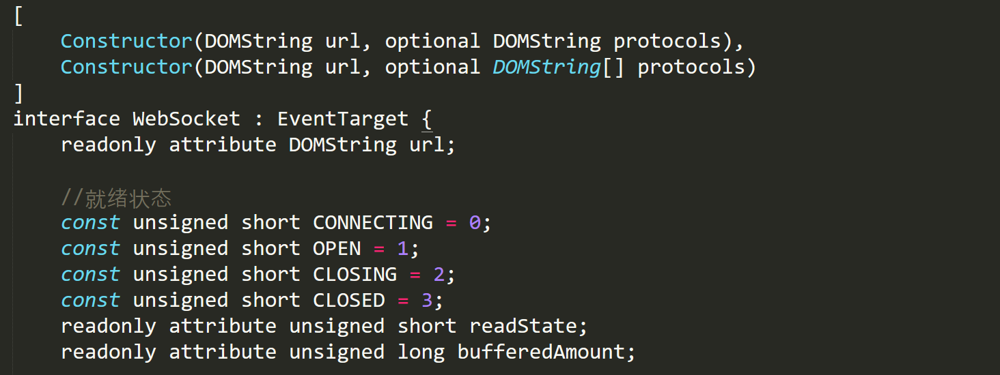 [
    Constructor(DOMString url, optional DOMString protocols),
    Constructor(DOMString url, optional DOMString[] protocols)
]
interface WebSocket : EventTarget {
    readonly attribute DOMString url;

    //就绪状态
    const unsigned short CONNECTING = 0;
    const unsigned short OPEN = 1;
    const unsigned short CLOSING = 2;
    const unsigned short CLOSED = 3;
    readonly attribute unsigned short readState;
    readonly attribute unsigned long bufferedAmount;